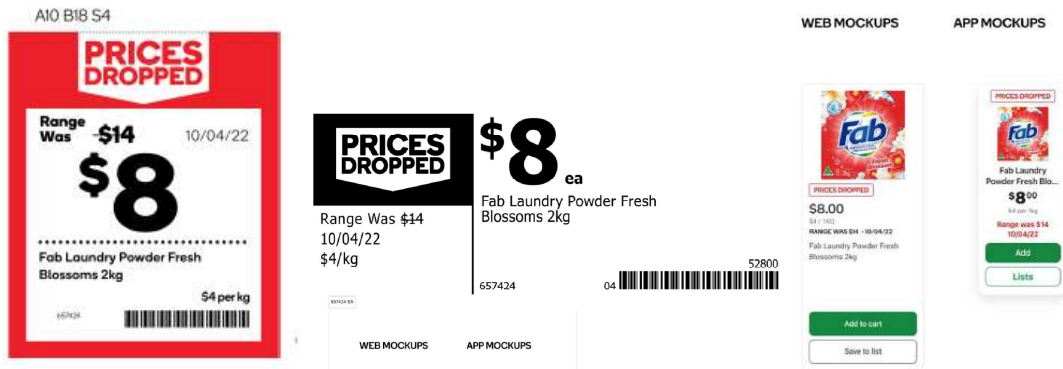 A10 B18 S4
PRICES
DROPPED
Range
Was $14
10/04/22
$8
Fab Laundry Powder Fresh
Blossoms 2kg
$4 per kg
657424
PRICES
DROPPED
$8 ea
Fab Laundry Powder Fresh
Blossoms 2kg
Range Was $14
10/04/22
$4/kg
52800
657424
04
657424-EA
WEB MOCKUPS
APP MOCKUPS
WEB MOCKUPS
APP MOCKUPS
Fab
Fresh
Blossoms
PRICES DROPPED
$8.00
$4 / 1KG
RANGE WAS $14 - 10/04/22
Fab Laundry Powder Fresh
Blossoms 2kg
Add to cart
Save to list
PRICES DROPPED
Fab
Fab Laundry
Powder Fresh Blo...
$800
$4 per 1kg
Range was $14
10/04/22
Add
Lists